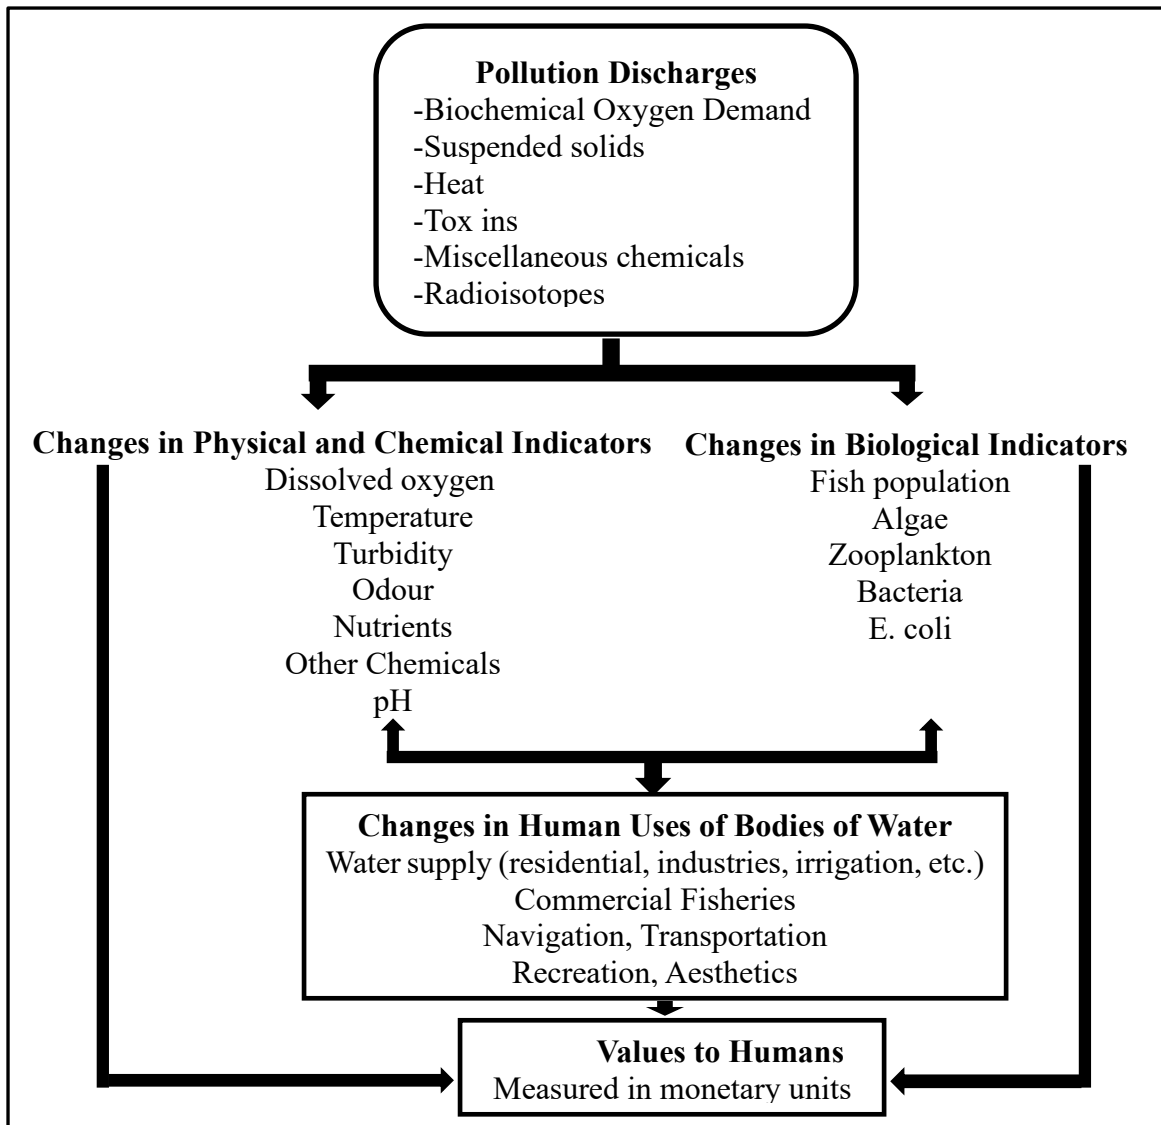 Pollution Discharges
-Biochemical Oxygen Demand
-Suspended solids
-Heat
-Tox ins
-Miscellaneous chemicals
-Radioisotopes
Changes in Physical and Chemical Indicators
Dissolved oxygen
Temperature
Turbidity
Odour
Nutrients
Other Chemicals
pH
Changes in Biological Indicators
Fish population
Algae
Zooplankton
Bacteria
E. coli
Changes in Human Uses of Bodies of Water
Water supply (residential, industries, irrigation, etc.)
Commercial Fisheries
Navigation, Transportation
Recreation, Aesthetics
Values to Humans
Measured in monetary units